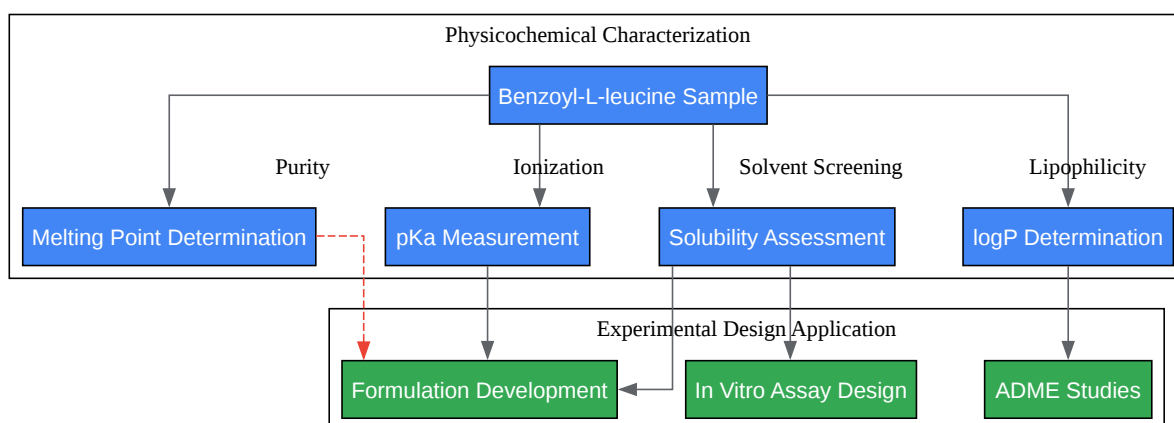 Physicochemical Characterization
Benzoyl-L-leucine Sample
Purity
Ionization
Solvent Screening
Lipophilicity
Melting Point Determination
pKa Measurement
Solubility Assessment
logP Determination
Experimental Design Application
Formulation Development
In Vitro Assay Design
ADME Studies